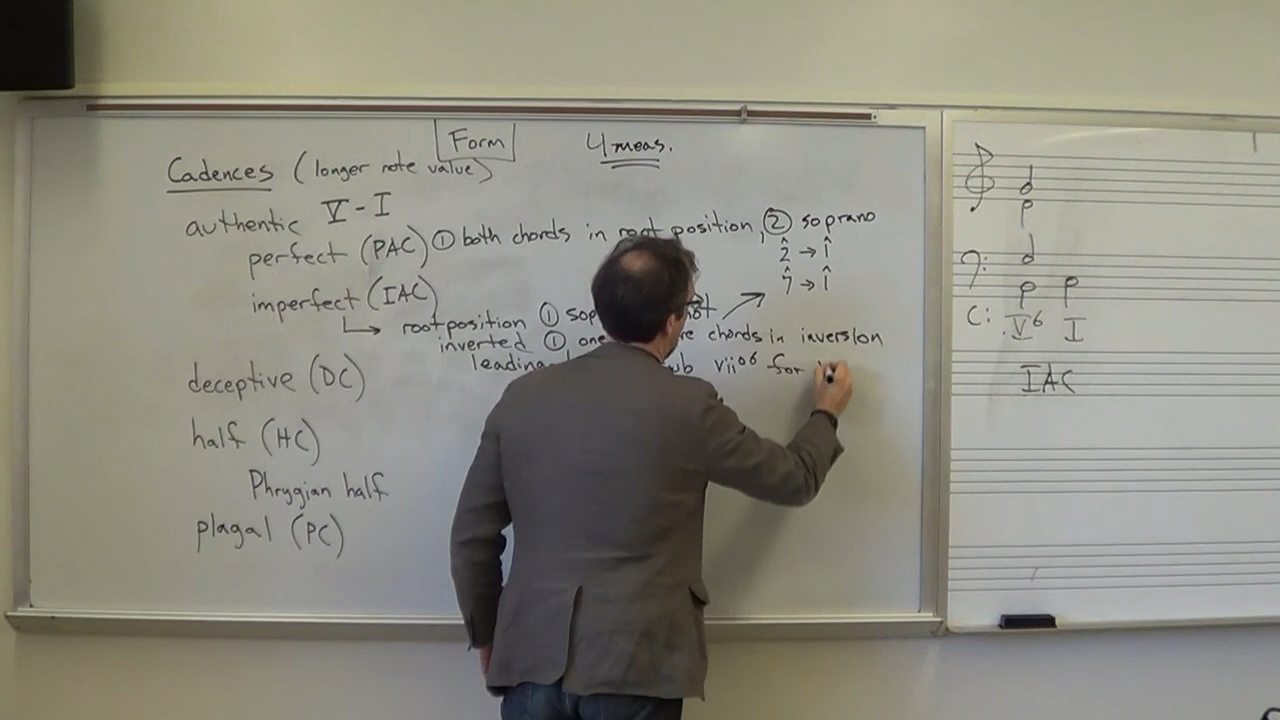 Form 4 meas.
Cadences (longer note value)
authentic V - I
perfect (PAC) ① both chords in root position, ② soprano
2̂ → 1̂
7̂ → 1̂
imperfect (IAC)
↳ root position ①
inverted ① one chords in inversion
vii°6 for
deceptive (DC)
half (HC)
Phrygian half
plagal (PC)
C: V6 I
IAC